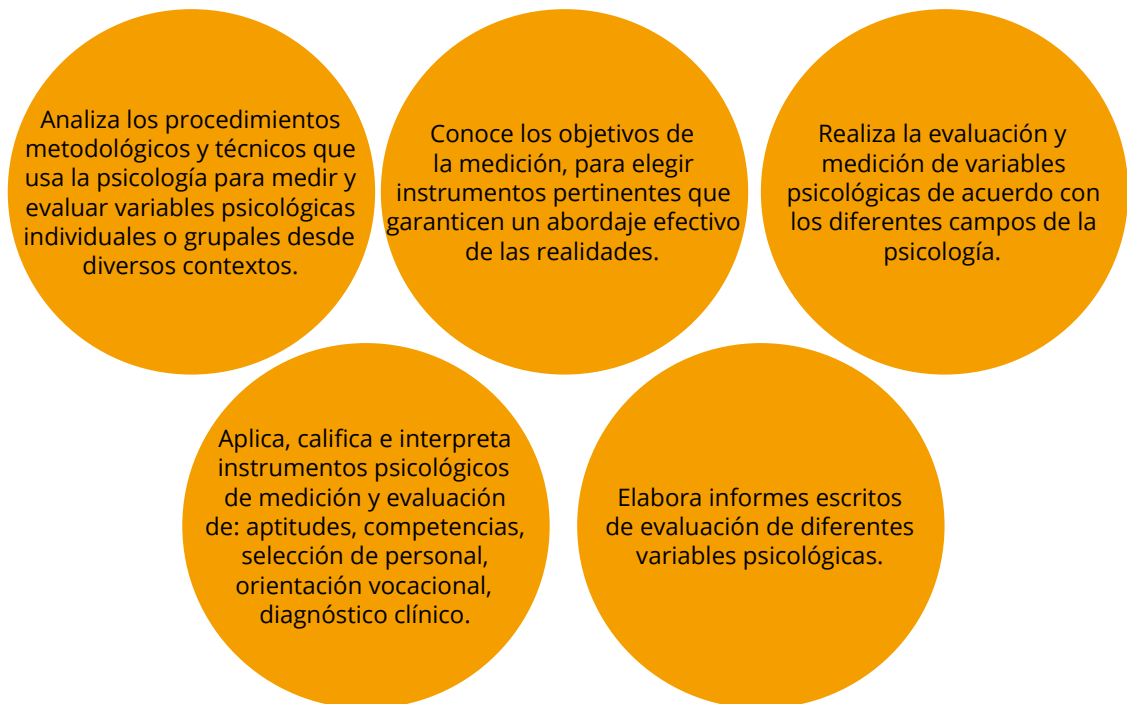 Analiza los procedimientos
metodológicos y técnicos que
usa la psicología para medir y
evaluar variables psicológicas
individuales o grupales desde
diversos contextos.
Conoce los objetivos de
la medición, para elegir
instrumentos pertinentes que
garanticen un abordaje efectivo
de las realidades.
Realiza la evaluación y
medición de variables
psicológicas de acuerdo con
los diferentes campos de la
psicología.
Aplica, califica e interpreta
instrumentos psicológicos
de medición y evaluación
de: aptitudes, competencias,
selección de personal,
orientación vocacional,
diagnóstico clínico.
Elabora informes escritos
de evaluación de diferentes
variables psicológicas.